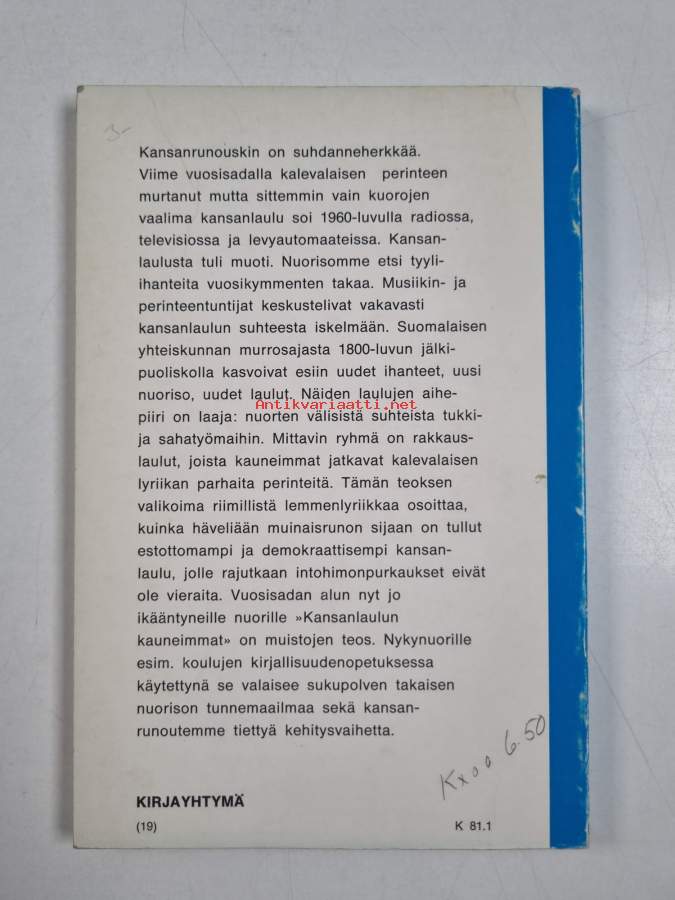 3-
Kansanrunouskin on suhdanneherkkää.
Viime vuosisadalla kalevalaisen perinteen
murtanut mutta sittemmin vain kuorojen
vaalima kansanlaulu soi 1960-luvulla radiossa,
televisiossa ja levyautomaateissa. Kansan-
laulusta tuli muoti. Nuorisomme etsi tyyli-
ihanteita vuosikymmenten takaa. Musiikin- ja
perinteentuntijat keskustelivat vakavasti
kansanlaulun suhteesta iskelmään. Suomalaisen
yhteiskunnan murrosajasta 1800-luvun jälki-
puoliskolla kasvoivat esiin uudet ihanteet, uusi
nuoriso, uudet laulut. Näiden laulujen aihe-
Antikvariaatti.net
piiri on laaja: nuorten välisistä suhteista tukki-
ja sahatyömaihin. Mittavin ryhmä on rakkaus-
laulut, joista kauneimmat jatkavat kalevalaisen
lyriikan parhaita perinteitä. Tämän teoksen
valikoima riimillistä lemmenlyriikkaa osoittaa,
kuinka häveliään muinaisrunon sijaan on tullut
estottomampi ja demokraattisempi kansan-
laulu, jolle rajutkaan intohimonpurkaukset eivät
ole vieraita. Vuosisadan alun nyt jo
ikääntyneille nuorille »Kansanlaulun
kauneimmat» on muistojen teos. Nykynuorille
esim. koulujen kirjallisuudenopetuksessa
käytettynä se valaisee sukupolven takaisen
nuorison tunnemaailmaa sekä kansan-
runoutemme tiettyä kehitysvaihetta.
6.50
KIRJAYHTYMÄ
(19) K 81.1